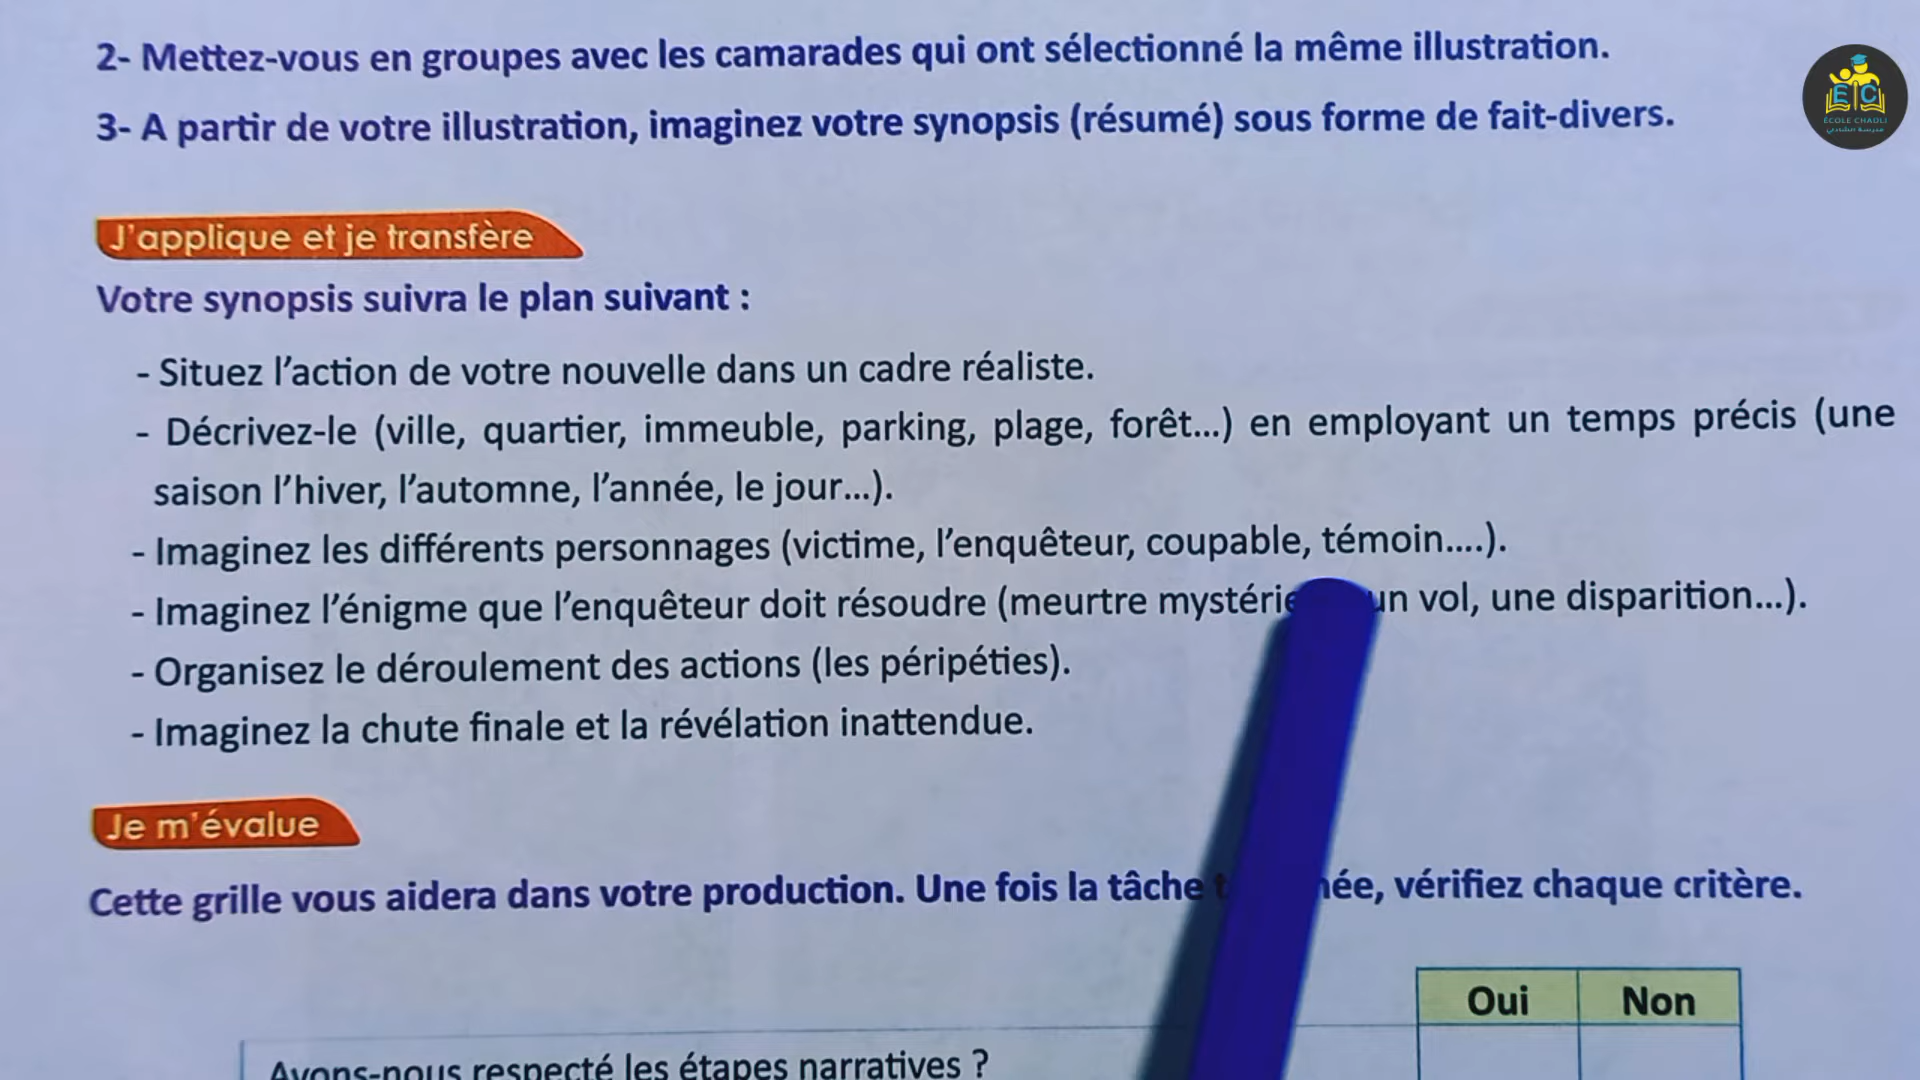 2- Mettez-vous en groupes avec les camarades qui ont sélectionné la même illustration.
3- A partir de votre illustration, imaginez votre synopsis (résumé) sous forme de fait-divers.
EC
ÉCOLE CHAOLI
J'applique et je transfère
Votre synopsis suivra le plan suivant :
- Situez l'action de votre nouvelle dans un cadre réaliste.
- Décrivez-le (ville, quartier, immeuble, parking, plage, forêt...) en employant un temps précis (une
saison l'hiver, l'automne, l'année, le jour...).
- Imaginez les différents personnages (victime, l'enquêteur, coupable, témoin....).
- Imaginez l'énigme que l'enquêteur doit résoudre (meurtre un vol, une disparition...).
- Organisez le déroulement des actions (les péripéties).
- Imaginez la chute finale et la révélation inattendue.
Je m'évalue
Cette grille vous aidera dans votre production. Une fois la tâche vérifiez chaque critère.
Oui Non
Avons-nous respecté les étapes narratives ?